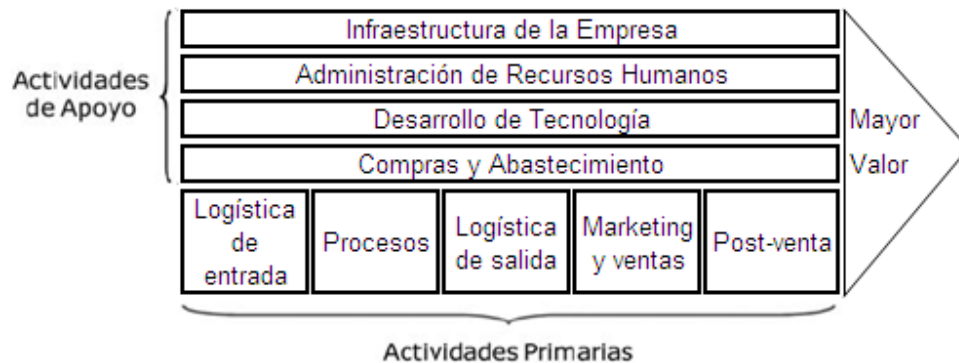 Infraestructura de la Empresa
Administración de Recursos Humanos
Actividades
de Apoyo
Desarrollo de Tecnología
Compras y Abastecimiento
Mayor
Valor
Logística
de
entrada
Procesos
Logística
de salida
Marketing
y ventas
Post-venta
Actividades Primarias